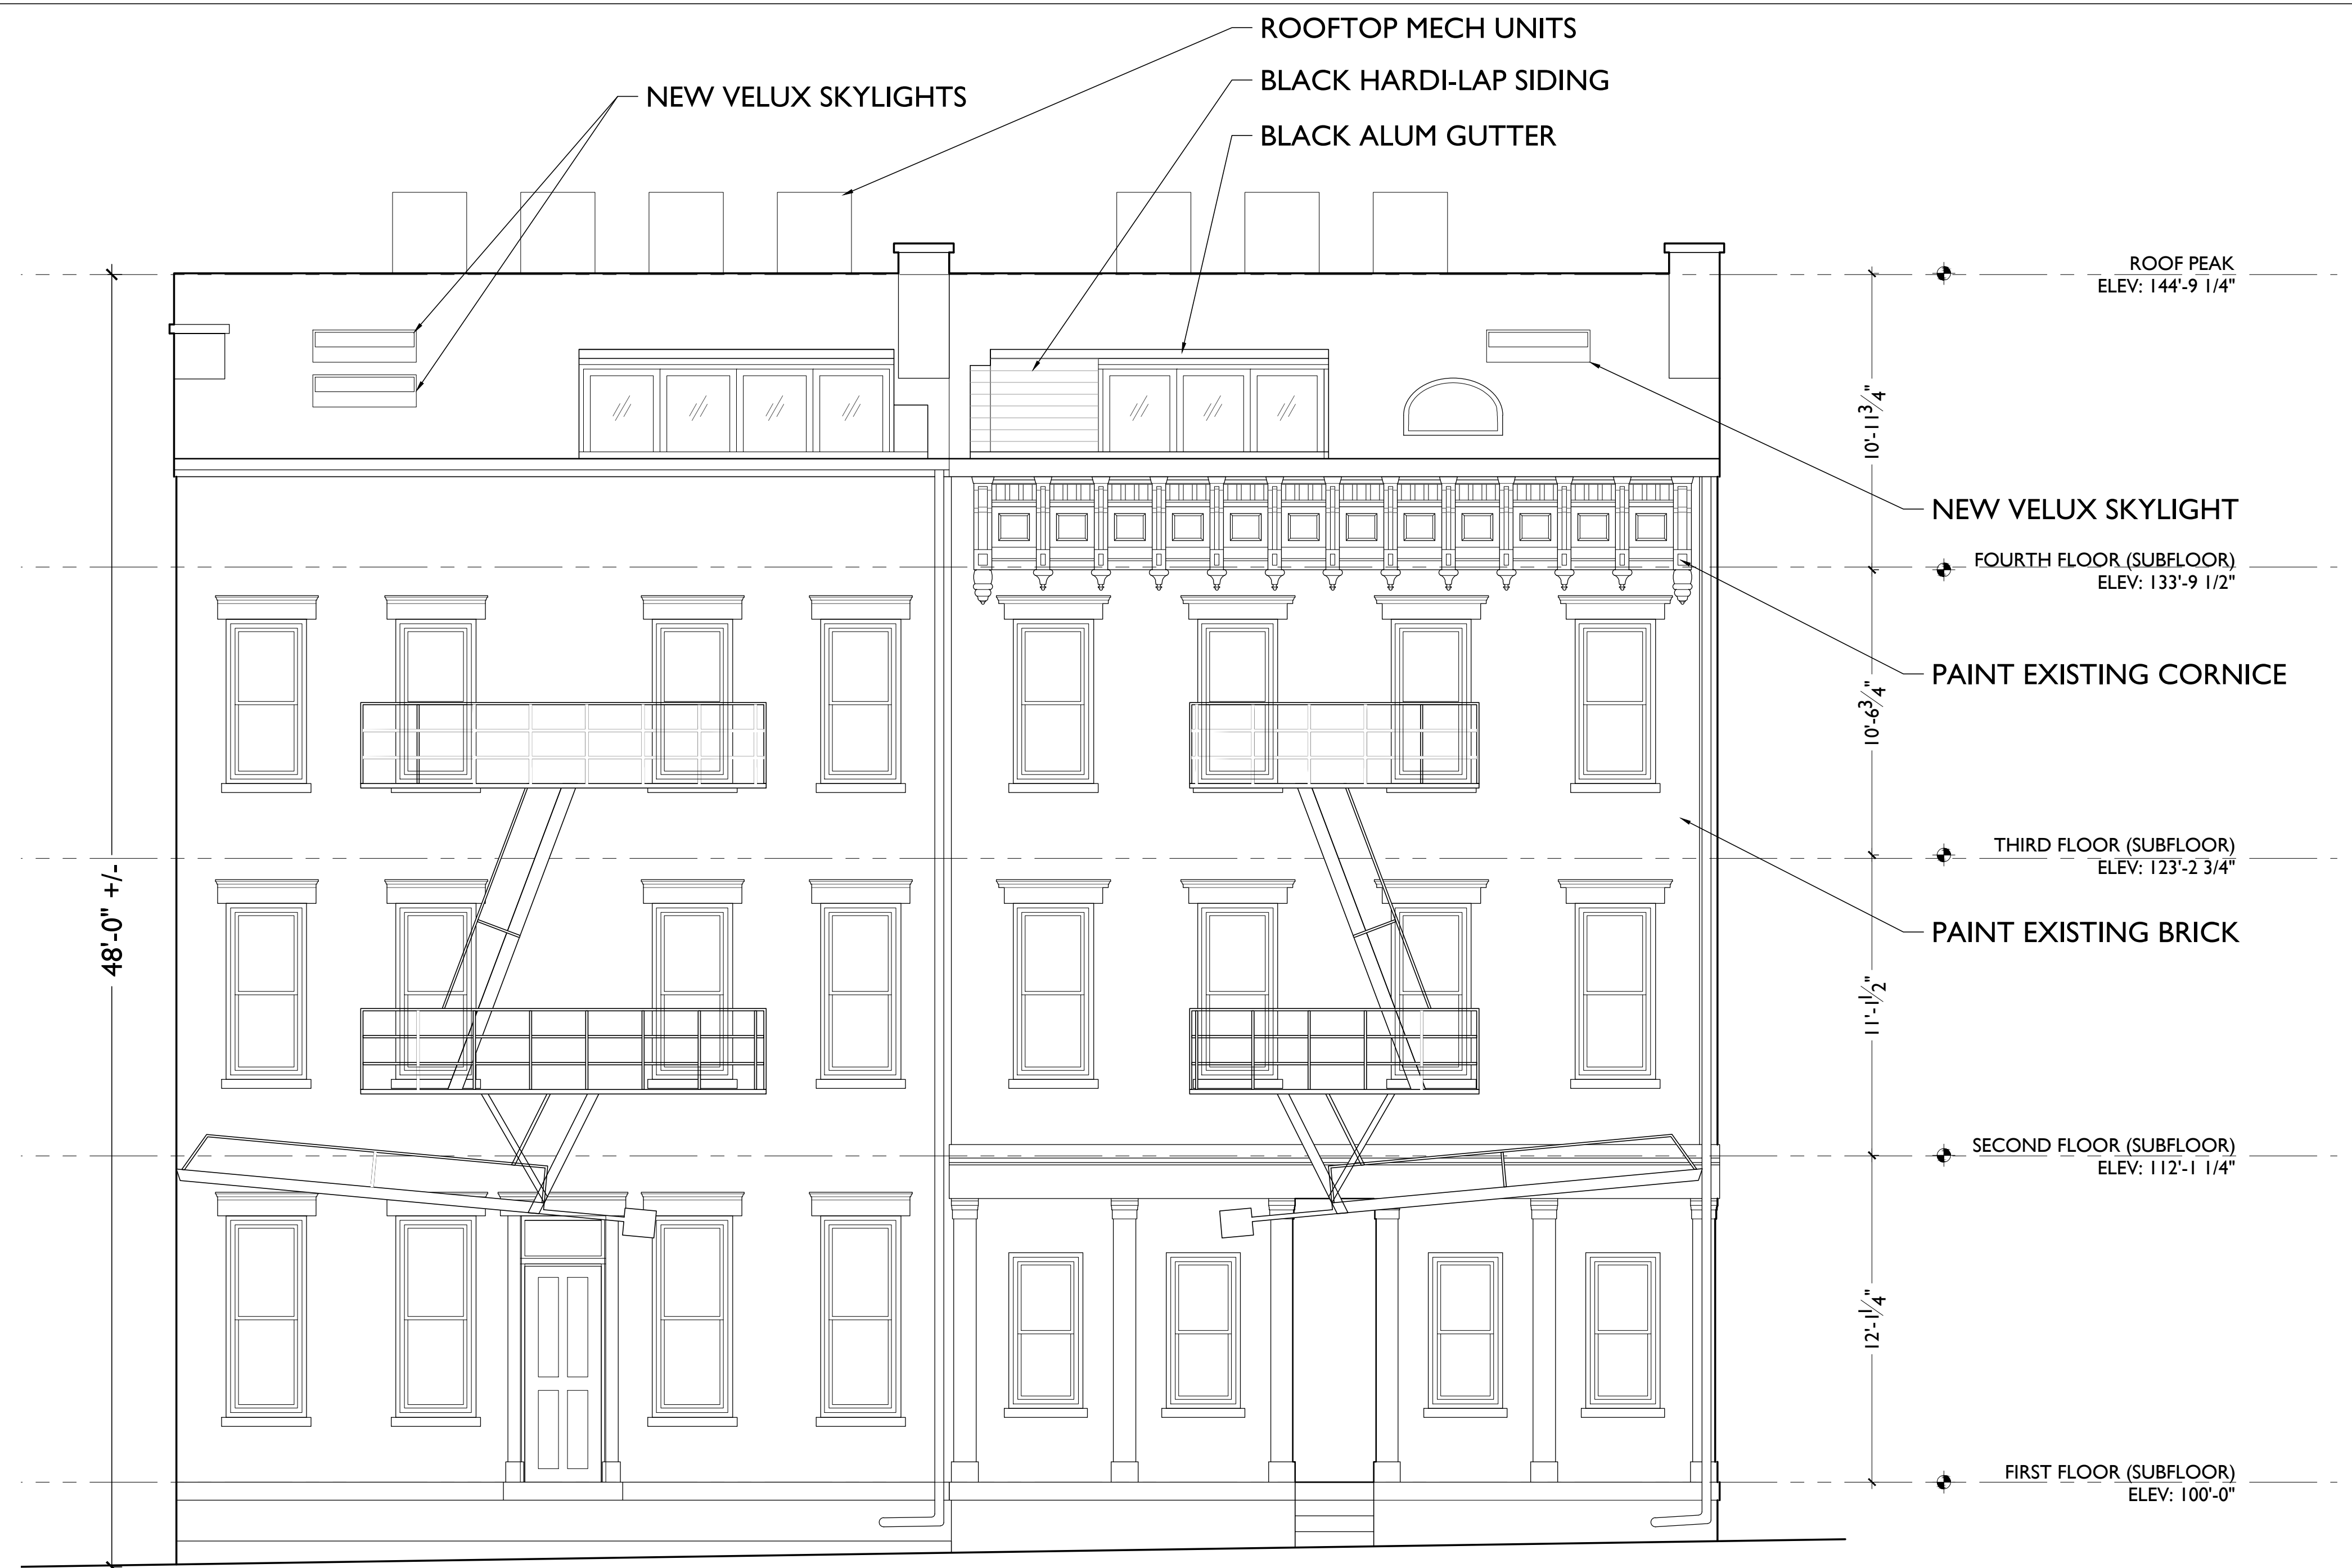 ROOFTOP MECH UNITS
BLACK HARDI-LAP SIDING
NEW VELUX SKYLIGHTS
BLACK ALUM GUTTER
ROOF PEAK
ELEV: 144'-9 1/4"
10'-11 3/4"
NEW VELUX SKYLIGHT
FOURTH FLOOR (SUBFLOOR)
ELEV: 133'-9 1/2"
PAINT EXISTING CORNICE
10'-6 3/4"
THIRD FLOOR (SUBFLOOR)
ELEV: 123'-2 3/4"
48'-0" +/-
PAINT EXISTING BRICK
11'-1 1/2"
SECOND FLOOR (SUBFLOOR)
ELEV: 112'-1 1/4"
12'-1 1/4"
FIRST FLOOR (SUBFLOOR)
ELEV: 100'-0"